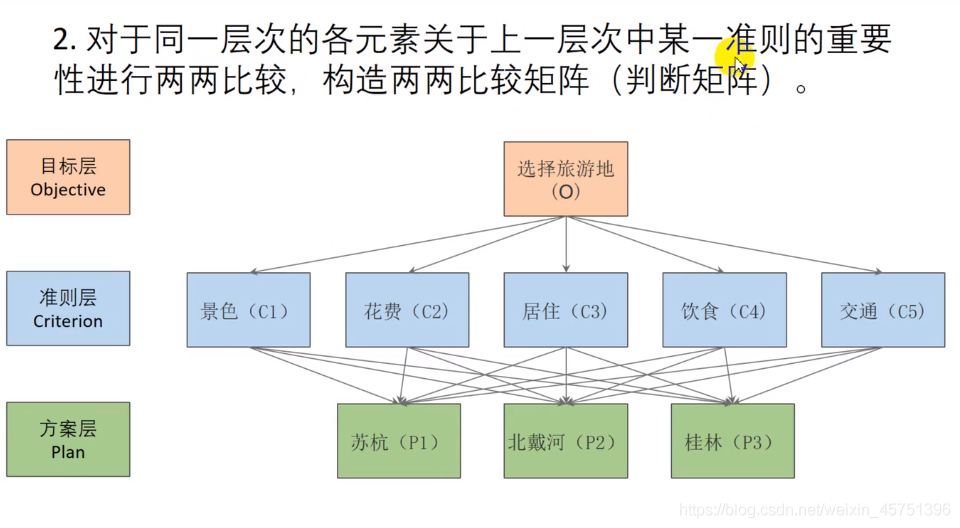 2. 对于同一层次的各元素关于上一层次中某一准则的重要
性进行两两比较，构造两两比较矩阵（判断矩阵）。
目标层
Objective
选择旅游地
（O）
准则层
Criterion
景色（C1）
花费（C2）
居住（C3）
饮食（C4）
交通（C5）
方案层
Plan
苏杭（P1）
北戴河（P2）
桂林（P3）
https://blog.csdn.net/weixin_45751396